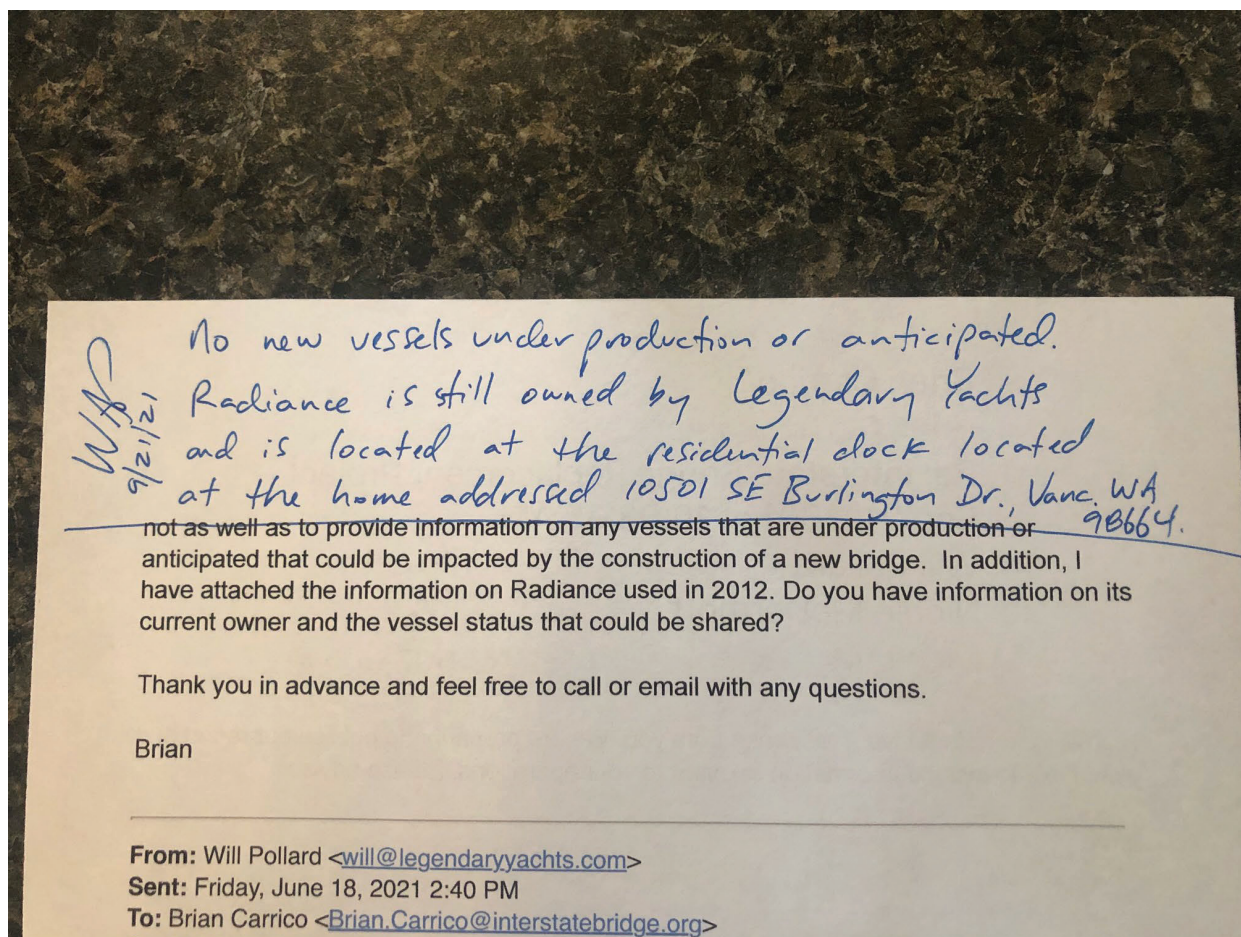 No new vessels under production or anticipated.
Radiance is still owned by Legendary Yachts
and is located at the residential dock located
at the home addressed 10501 SE Burlington Dr., Vanc. WA
98664.
WAP
9/21/21
not as well as to provide information on any vessels that are under production or
anticipated that could be impacted by the construction of a new bridge. In addition, I
have attached the information on Radiance used in 2012. Do you have information on its
current owner and the vessel status that could be shared?
Thank you in advance and feel free to call or email with any questions.
Brian
From: Will Pollard <will@legendaryyachts.com>
Sent: Friday, June 18, 2021 2:40 PM
To: Brian Carrico <Brian.Carrico@interstatebridge.org>